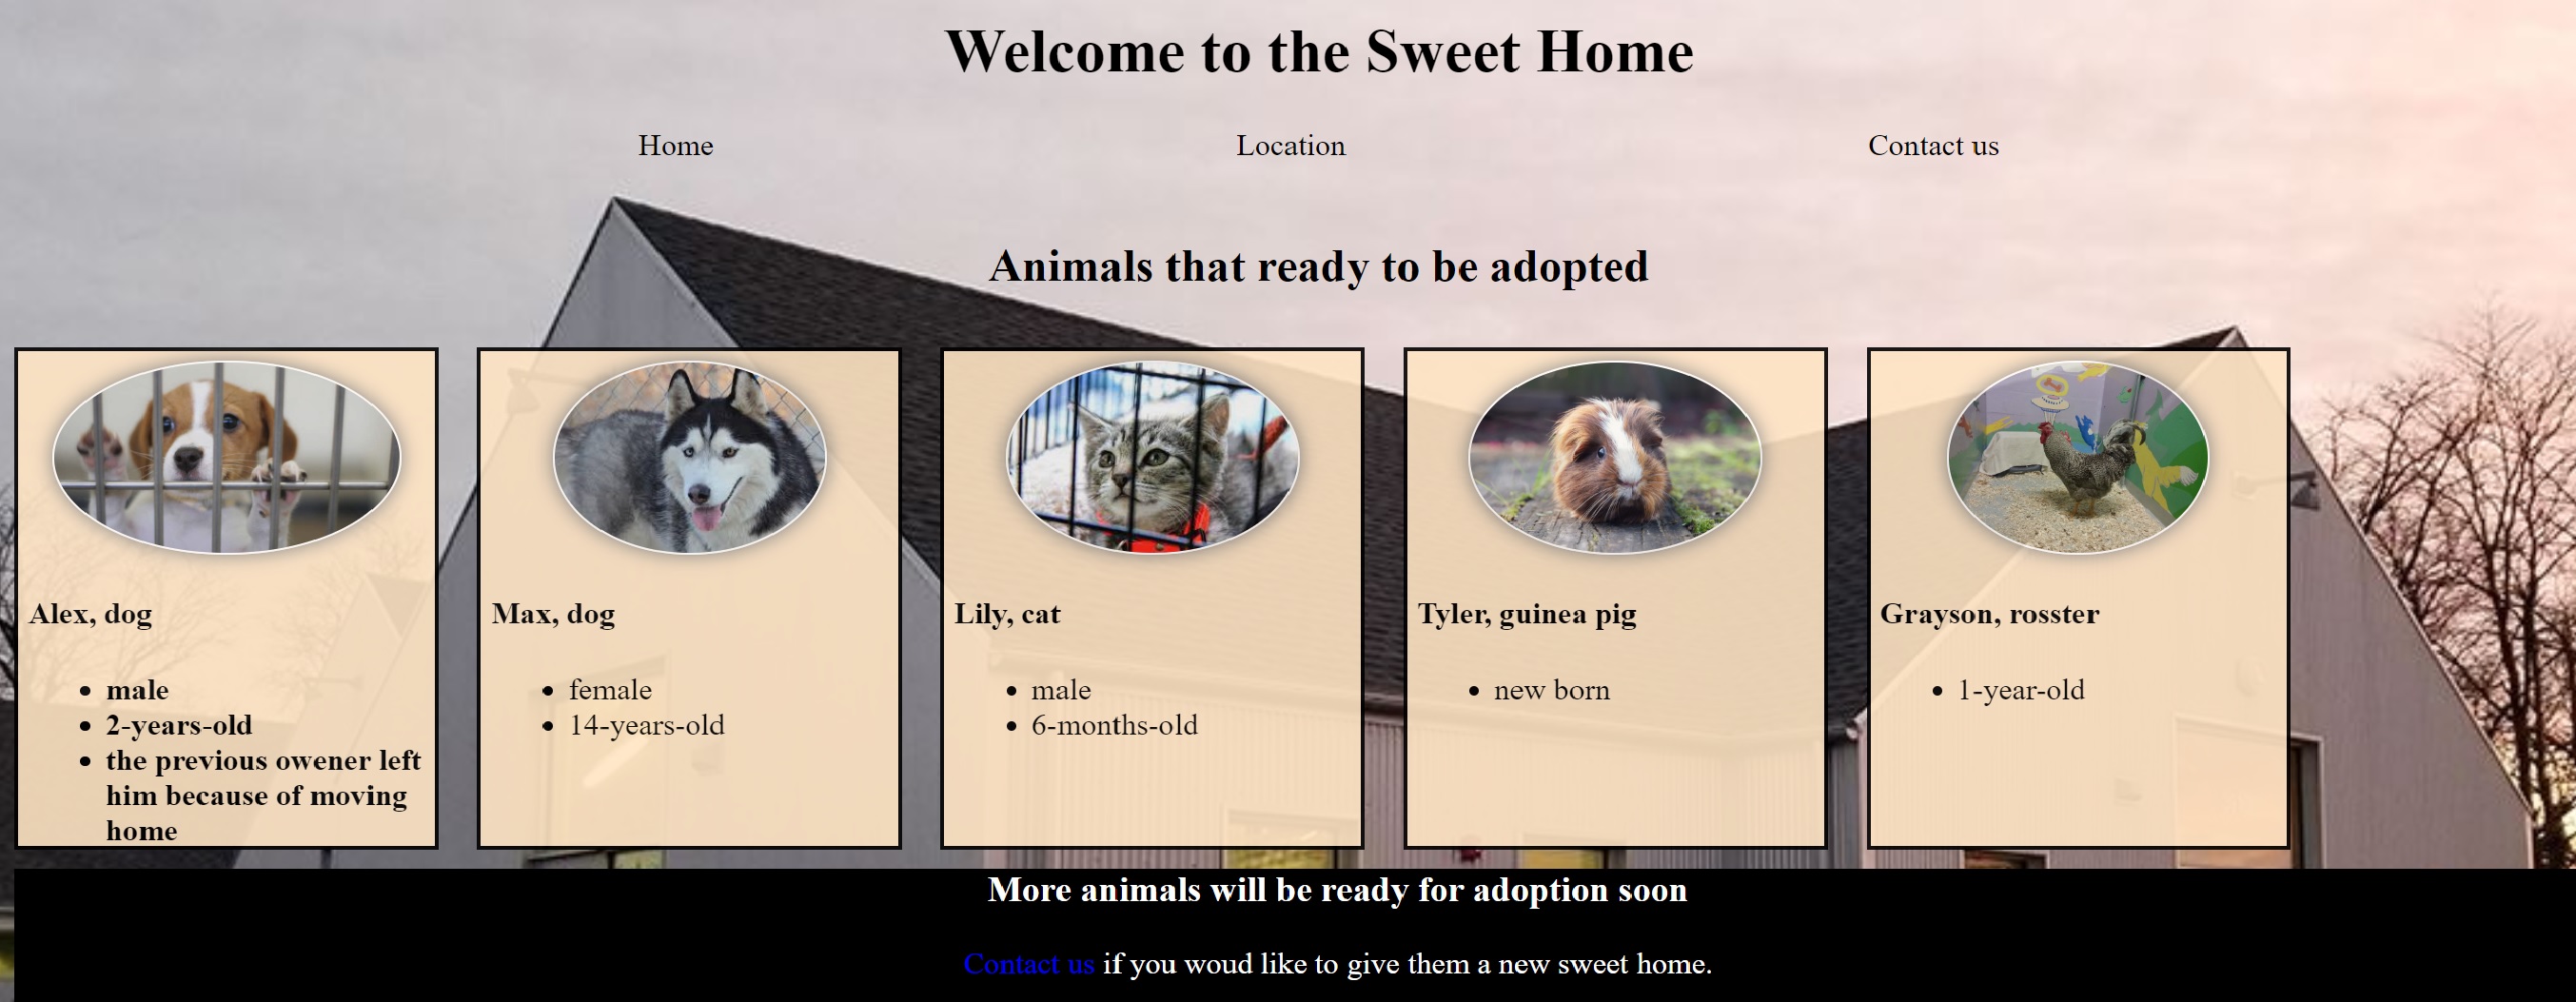 Welcome to the Sweet Home
Home
Location
Contact us
Animals that ready to be adopted
Alex, dog
male
2-years-old
the previous owener left
him because of moving
home
Max, dog
female
14-years-old
Lily, cat
male
6-months-old
Tyler, guinea pig
new born
Grayson, rosster
1-year-old
More animals will be ready for adoption soon
Contact us if you woud like to give them a new sweet home.